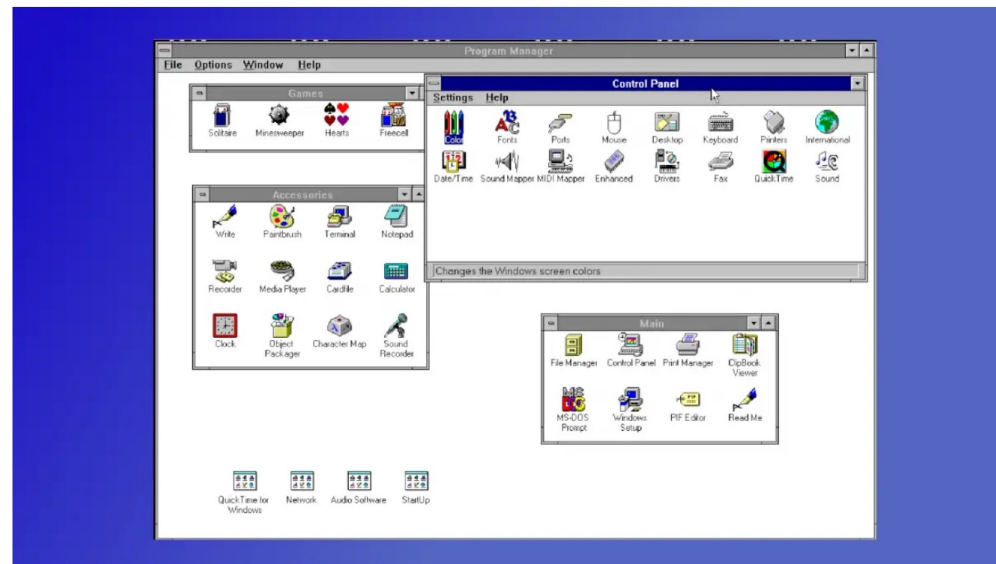 Program Manager
File Options Window Help
Games
Solitaire Minesweeper Hearts Freecell
Control Panel
Settings Help
Color Fonts Ports Mouse Desktop Keyboard Printers International
Date/Time Sound Mapper MIDI Mapper Enhanced Drivers Fax QuickTime Sound
Changes the Windows screen colors
Accessories
Write Paintbrush Terminal Notepad
Recorder Media Player Cardfile Calculator
Clock Object Character Map Sound
Packager Recorder
Main
File Manager Control Panel Print Manager ClipBook
Viewer
MS-DOS Windows PIF Editor Read Me
Prompt Setup
QuickTime for Network Audio Software StartUp
Windows